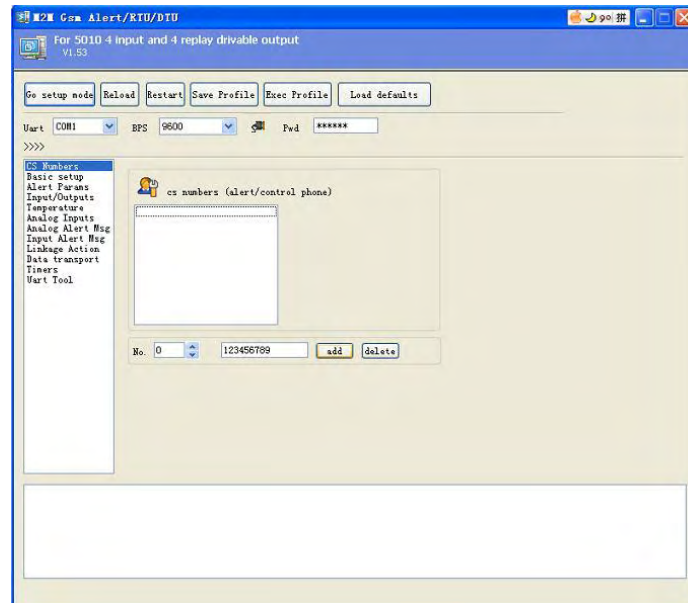 M2M Gsm Alert/RTU/DTU
拼
For 5010 4 input and 4 replay drivable output
V1.53
Go setup mode Reload Restart Save Profile Exec Profile Load defaults
Uart COM1 BPS 9600 Pwd ******
>>>>
CS Numbers
Basic setup
Alert Params
Input/Outputs
Temperature
Analog Inputs
Analog Alert Msg
Input Alert Msg
Linkage Action
Data transport
Timers
Uart Tool
cs numbers (alert/control phone)
No. 0 123456789 add delete